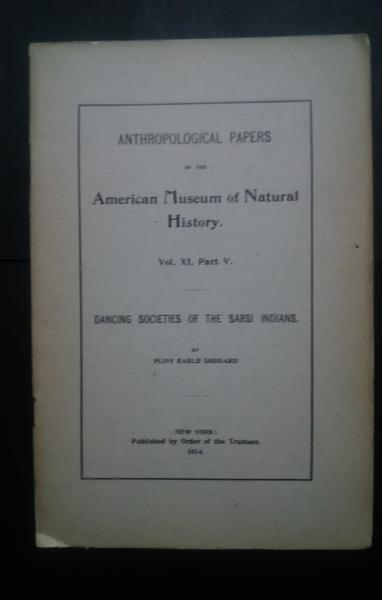 ANTHROPOLOGICAL PAPERS
OF THE
American Museum of Natural
History.
Vol. XI, Part V.
DANCING SOCIETIES OF THE SARSI INDIANS.
BY
PLINY EARLE GODDARD
NEW YORK:
Published by Order of the Trustees.
1914.